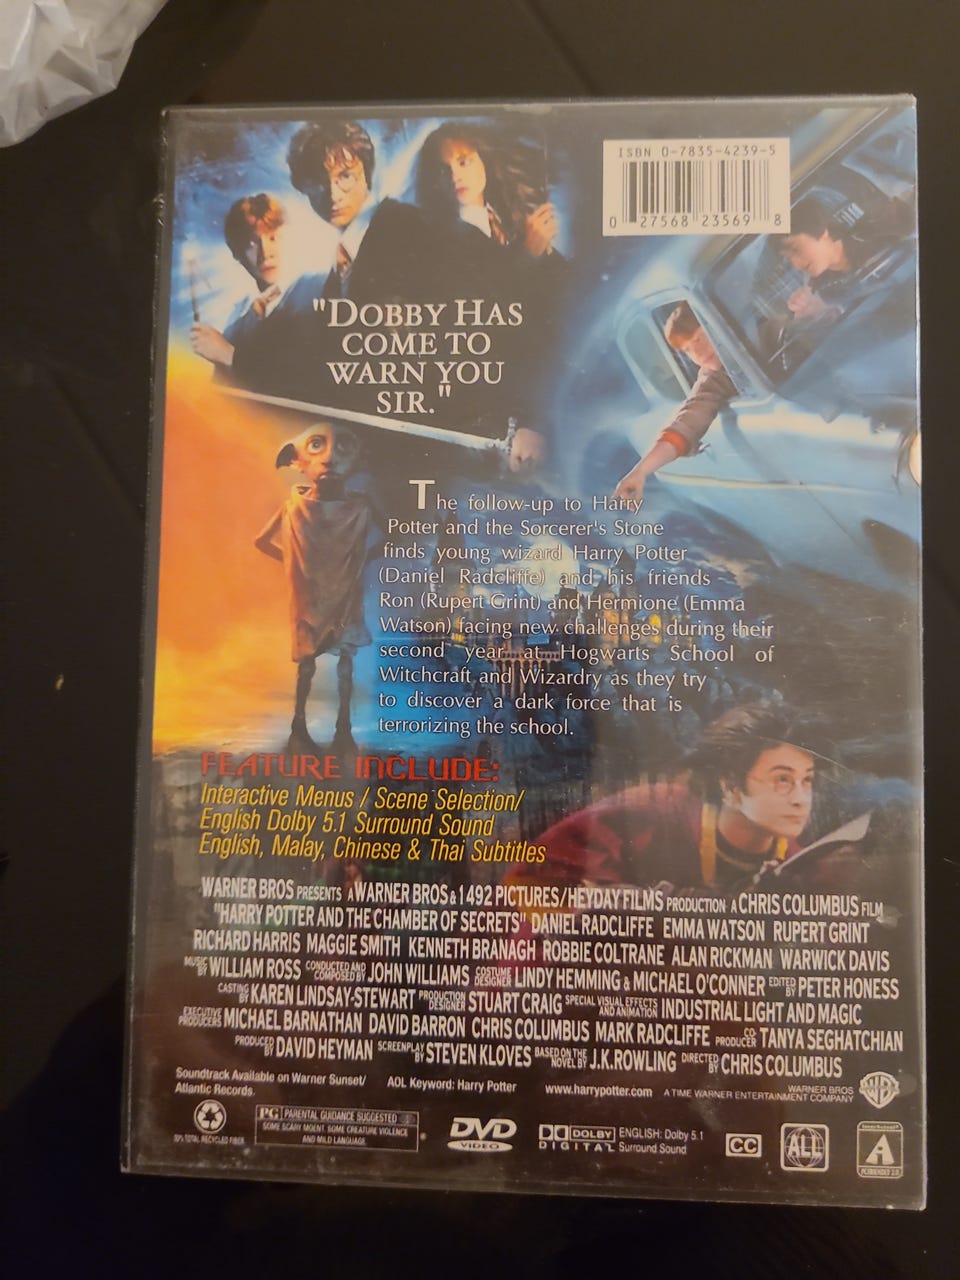 ISBN 0-7835-4239-5
0 27568 23569 8
"DOBBY HAS
COME TO
WARN YOU
SIR."
The follow-up to Harry
Potter and the Sorcerer's Stone
finds young wizard Harry Potter
(Daniel Radcliffe) and his friends
Ron (Rupert Grint) and Hermione (Emma
Watson) facing new challenges during their
second year at Hogwarts School of
Witchcraft and Wizardry as they try
to discover a dark force that is
terrorizing the school.
FEATURE INCLUDE:
Interactive Menus / Scene Selection/
English Dolby 5.1 Surround Sound
English, Malay, Chinese & Thai Subtitles
WARNER BROS PRESENTS A WARNER BROS & 1492 PICTURES/HEYDAY FILMS PRODUCTION A CHRIS COLUMBUS FILM
"HARRY POTTER AND THE CHAMBER OF SECRETS" DANIEL RADCLIFFE EMMA WATSON RUPERT GRINT
RICHARD HARRIS MAGGIE SMITH KENNETH BRANAGH ROBBIE COLTRANE ALAN RICKMAN WARWICK DAVIS
MUSIC BY WILLIAM ROSS CONDUCTED AND COMPOSED BY JOHN WILLIAMS COSTUME DESIGNER LINDY HEMMING & MICHAEL O'CONNER EDITED BY PETER HONESS
CASTING BY KAREN LINDSAY-STEWART PRODUCTION DESIGNER STUART CRAIG SPECIAL VISUAL EFFECTS AND ANIMATION INDUSTRIAL LIGHT AND MAGIC
EXECUTIVE PRODUCERS MICHAEL BARNATHAN DAVID BARRON CHRIS COLUMBUS MARK RADCLIFFE CO-PRODUCER TANYA SEGHATCHIAN
PRODUCED BY DAVID HEYMAN SCREENPLAY BY STEVEN KLOVES BASED ON THE NOVEL BY J.K.ROWLING DIRECTED BY CHRIS COLUMBUS
Soundtrack Available on Warner Sunset/
Atlantic Records.
AOL Keyword: Harry Potter
www.harrypotter.com
A TIME WARNER ENTERTAINMENT COMPANY
WARNER BROS
PG PARENTAL GUIDANCE SUGGESTED
SOME SCARY MOENT. SOME CREATURE VIOLENCE
AND MILD LANGUAGE
DVD
VIDEO
DOLBY
DIGITAL
ENGLISH: Dolby 5.1
Surround Sound
CC
ALL
A